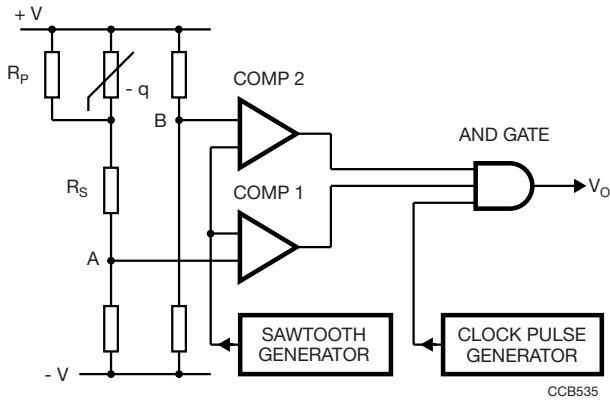 + V
R_P
- q
COMP 2
B
AND GATE
R_S
COMP 1
V_O
A
SAWTOOTH
GENERATOR
CLOCK PULSE
GENERATOR
- V
CCB535